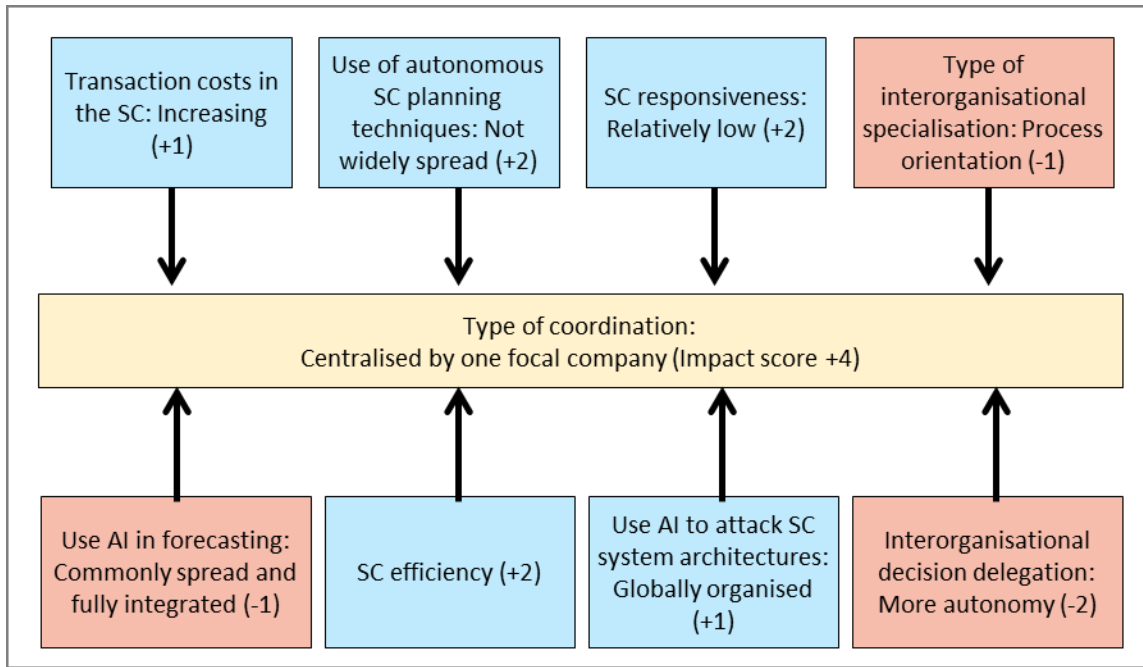 Transaction costs in
the SC: Increasing
(+1)
Use of autonomous
SC planning
techniques: Not
widely spread (+2)
SC responsiveness:
Relatively low (+2)
Type of
interorganisational
specialisation: Process
orientation (-1)
Type of coordination:
Centralised by one focal company (Impact score +4)
Use AI in forecasting:
Commonly spread and
fully integrated (-1)
SC efficiency (+2)
Use AI to attack SC
system architectures:
Globally organised
(+1)
Interorganisational
decision delegation:
More autonomy (-2)